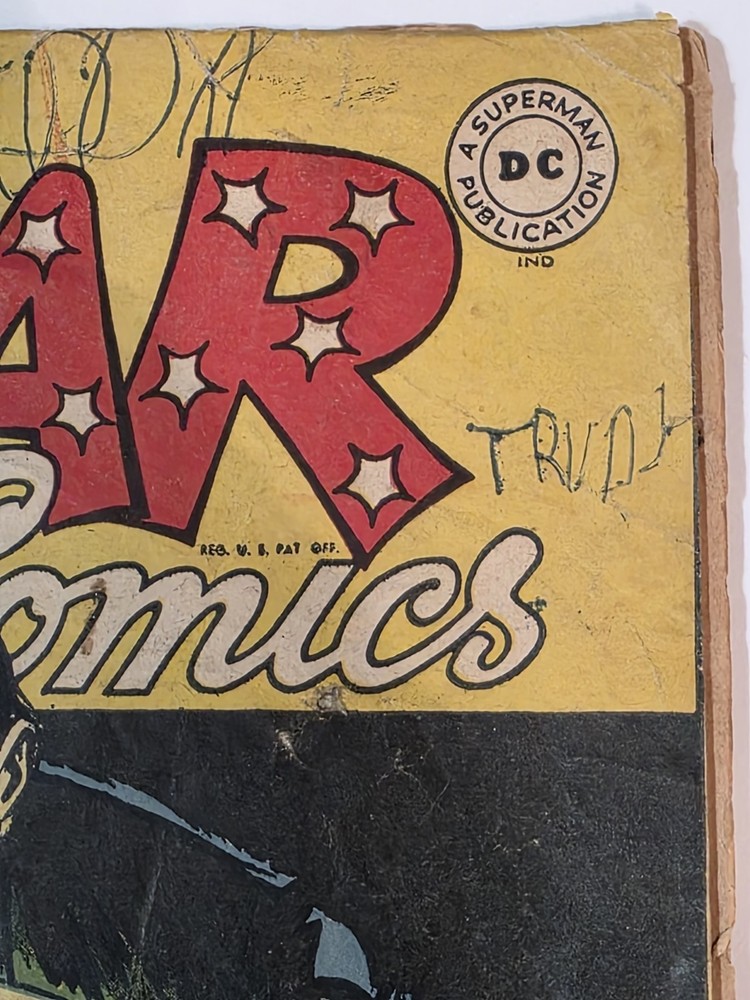 A SUPERMAN
DC
PUBLICATION
IND
AR
TRUDY
REG. U. S. PAT. OFF.
omics